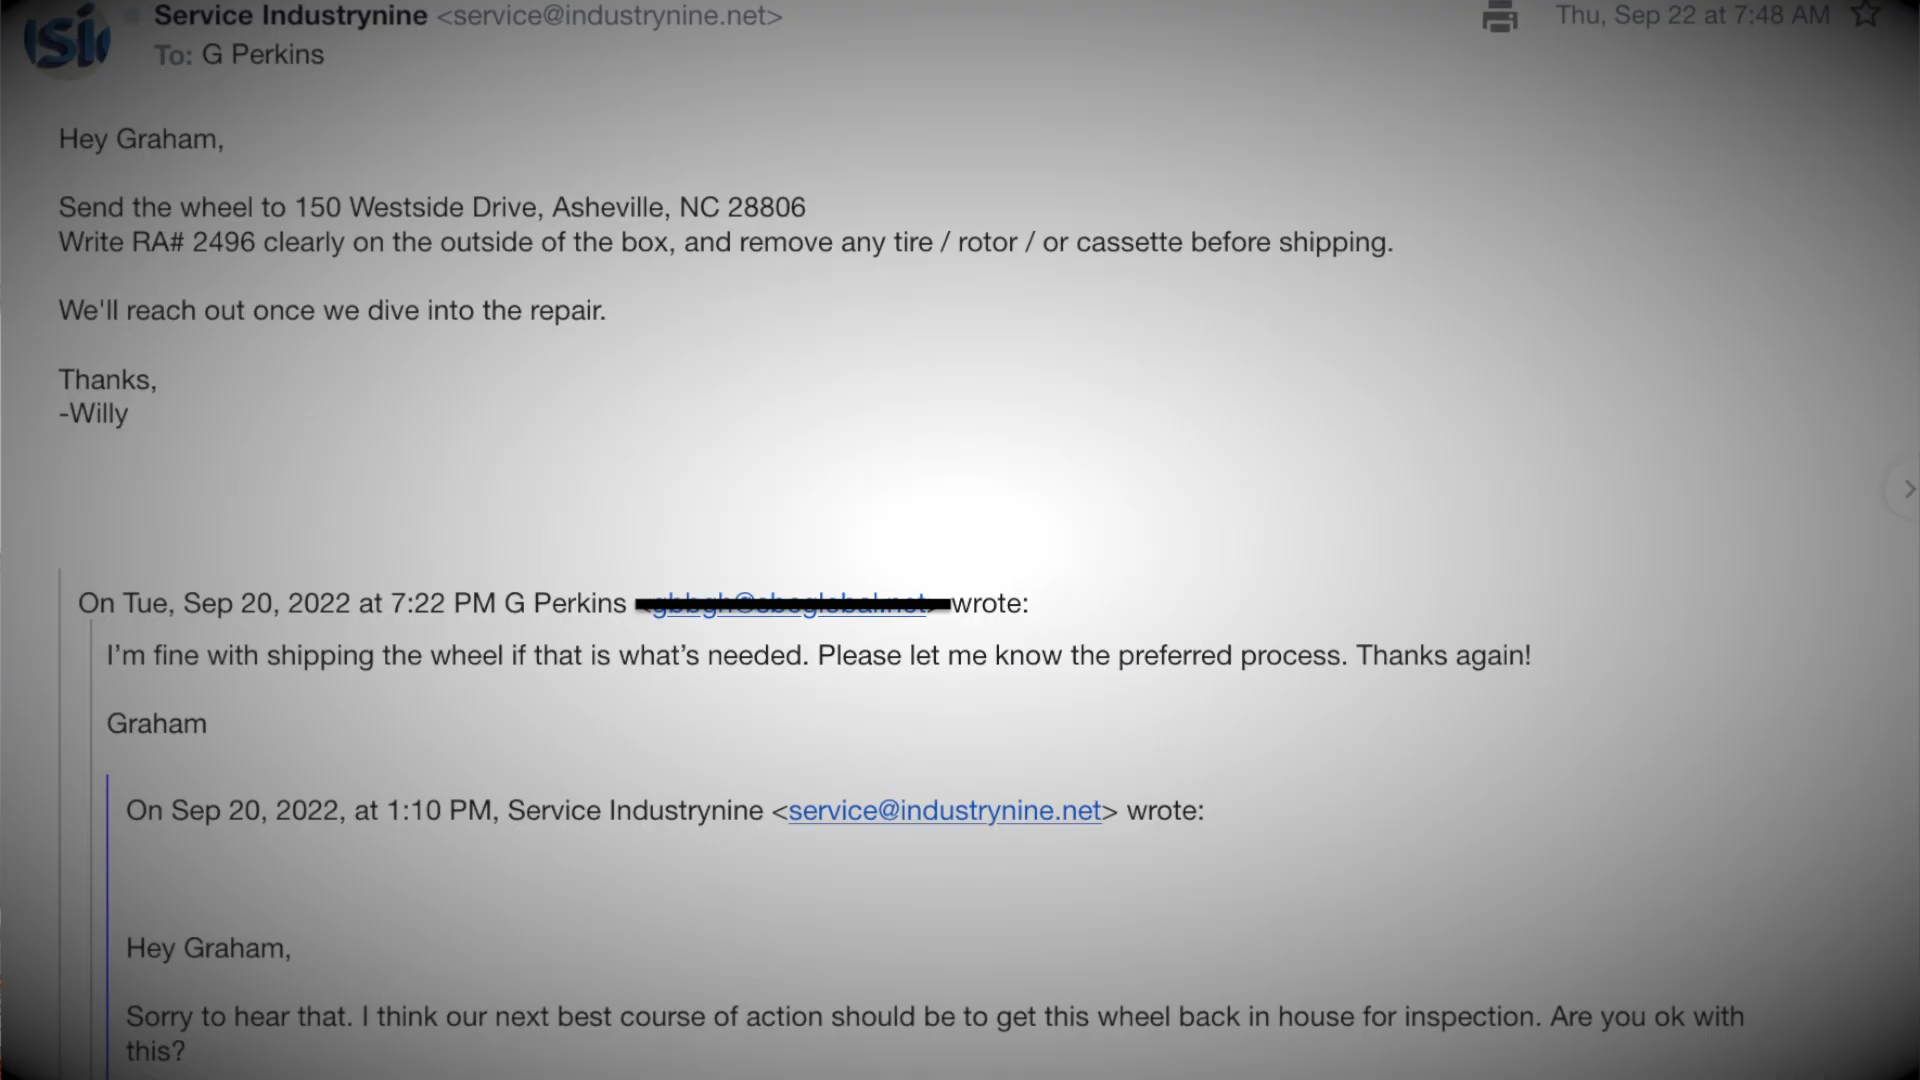 Service Industrynine <service@industrynine.net>
Thu, Sep 22 at 7:48 AM
To: G Perkins
Hey Graham,
Send the wheel to 150 Westside Drive, Asheville, NC 28806
Write RA# 2496 clearly on the outside of the box, and remove any tire / rotor / or cassette before shipping.
We'll reach out once we dive into the repair.
Thanks,
-Willy
On Tue, Sep 20, 2022 at 7:22 PM G Perkins wrote:
I’m fine with shipping the wheel if that is what’s needed. Please let me know the preferred process. Thanks again!
Graham
On Sep 20, 2022, at 1:10 PM, Service Industrynine <service@industrynine.net> wrote:
Hey Graham,
Sorry to hear that. I think our next best course of action should be to get this wheel back in house for inspection. Are you ok with
this?